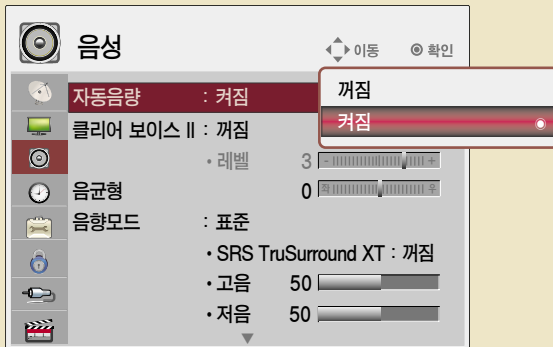 음성
이동 확인
자동음량 : 켜짐
꺼짐
켜짐
클리어 보이스 II : 꺼짐
• 레벨 3 - +
음균형 0 좌 우
음향모드 : 표준
• SRS TruSurround XT : 꺼짐
• 고음 50
• 저음 50